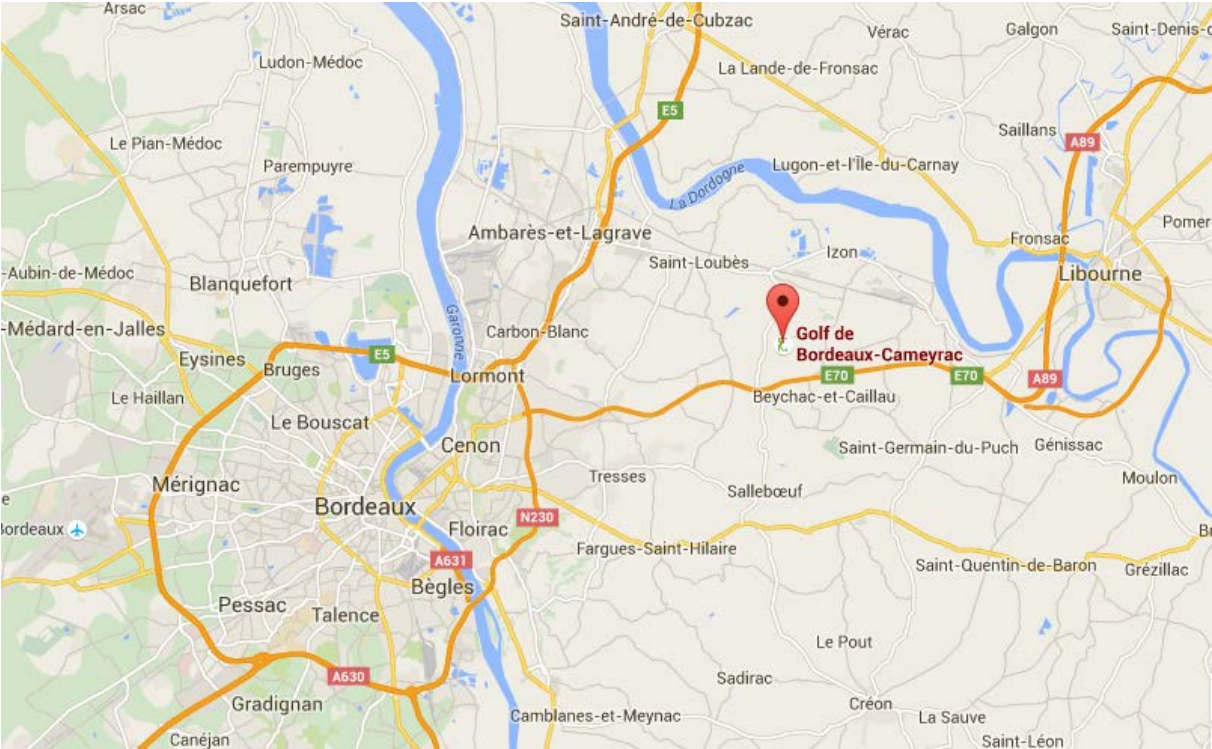 Arsac
Saint-André-de-Cubzac
Vérac
Galgon
Saint-Denis-
Ludon-Médoc
La Lande-de-Fronsac
E5
Saillans
A89
Le Pian-Médoc
Parempuyre
Lugon-et-l'Île-du-Carnay
La Dordogne
Pomer
Ambarès-et-Lagrave
Fronsac
Izon
Saint-Loubès
-Aubin-de-Médoc
Libourne
Blanquefort
Garonne
-Médard-en-Jalles
Carbon-Blanc
Golf de
Bordeaux-Cameyrac
Eysines
E5
Bruges
Lormont
E70
E70
A89
Le Haillan
Beychac-et-Caillau
Le Bouscat
Cenon
Saint-Germain-du-Puch
Génissac
Tresses
Moulon
Mérignac
Sallebœuf
Bordeaux
N230
Bordeaux
Floirac
Br
Fargues-Saint-Hilaire
A631
Saint-Quentin-de-Baron
Grézillac
Bègles
Pessac
Talence
Le Pout
A630
Sadirac
Gradignan
Créon
Camblanes-et-Meynac
La Sauve
Canéjan
Saint-Léon